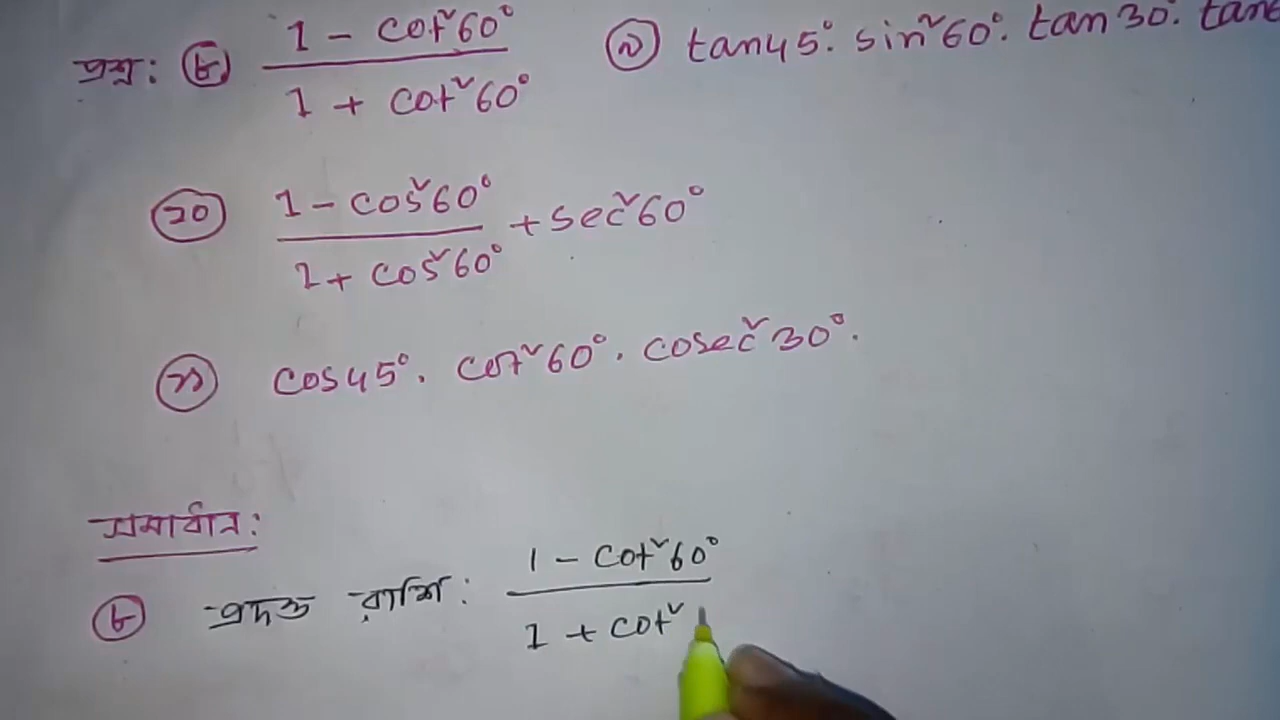 প্রশ্ন: ৮ (1 - cot²60°)/(1 + cot²60°) ৯ tan45°. sin²60°. tan30°. tan
১০ (1 - cos²60°)/(1 + cos²60°) + sec²60°
১১ cos45°. cot²60°. cosec²30°.
সমাধান:
৮ প্রদত্ত রাশি: (1 - cot²60°)/(1 + cot²